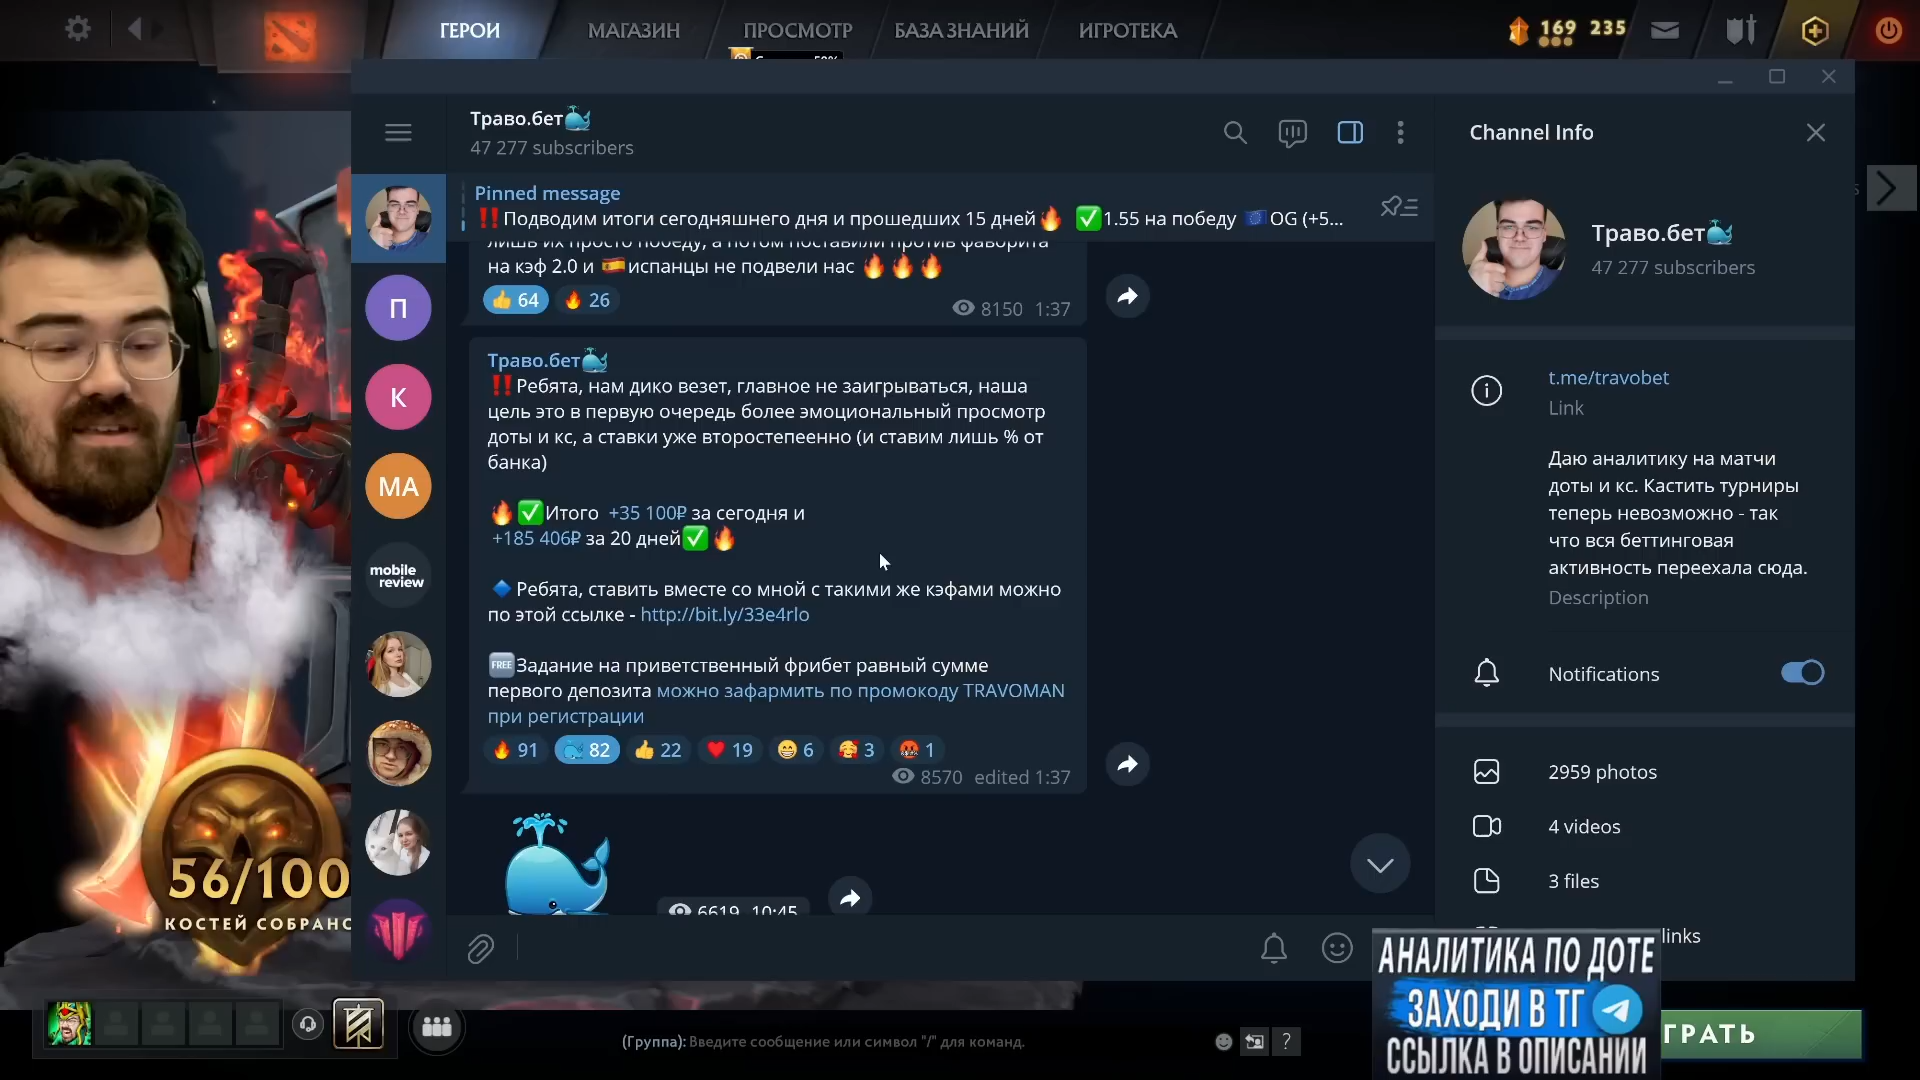 ГЕРОИ
МАГАЗИН
ПРОСМОТР
БАЗА ЗНАНИЙ
ИГРОТЕКА
169 235
Траво.бет🐳
47 277 subscribers
Channel Info
Pinned message
‼️Подводим итоги сегодняшнего дня и прошедших 15 дней🔥 ✅1.55 на победу 🇪🇺OG (+5...
Траво.бет🐳
47 277 subscribers
лишь их просто победу, а потом поставили против фаворита
на кэф 2.0 и 🇪🇸испанцы не подвели нас 🔥🔥🔥
👍 64 🔥 26
8150 1:37
Траво.бет🐳
‼️Ребята, нам дико везет, главное не заигрываться, наша
цель это в первую очередь более эмоциональный просмотр
доты и кс, а ставки уже второстепеенно (и ставим лишь % от
банка)
🔥✅Итого +35 100₽ за сегодня и
+185 406₽ за 20 дней✅🔥
🔷Ребята, ставить вместе со мной с такими же кэфами можно
по этой ссылке - http://bit.ly/33e4rlo
🆓Задание на приветственный фрибет равный сумме
первого депозита можно зафармить по промокоду TRAVOMAN
при регистрации
🔥 91 🐳 82 👍 22 ❤️ 19 😁 6 🥰 3 🤬 1
8570 edited 1:37
6619 10:45
П
К
МА
mobile
review
t.me/travobet
Link
Даю аналитику на матчи
доты и кс. Кастить турниры
теперь невозможно - так
что вся беттинговая
активность переехала сюда.
Description
Notifications
2959 photos
4 videos
3 files
links
56/100
КОСТЕЙ СОБРАНО
(Группа): Введите сообщение или символ "/" для команд.
?
АНАЛИТИКА ПО ДОТЕ
ЗАХОДИ В ТГ
ССЫЛКА В ОПИСАНИИ
ГРАТЬ